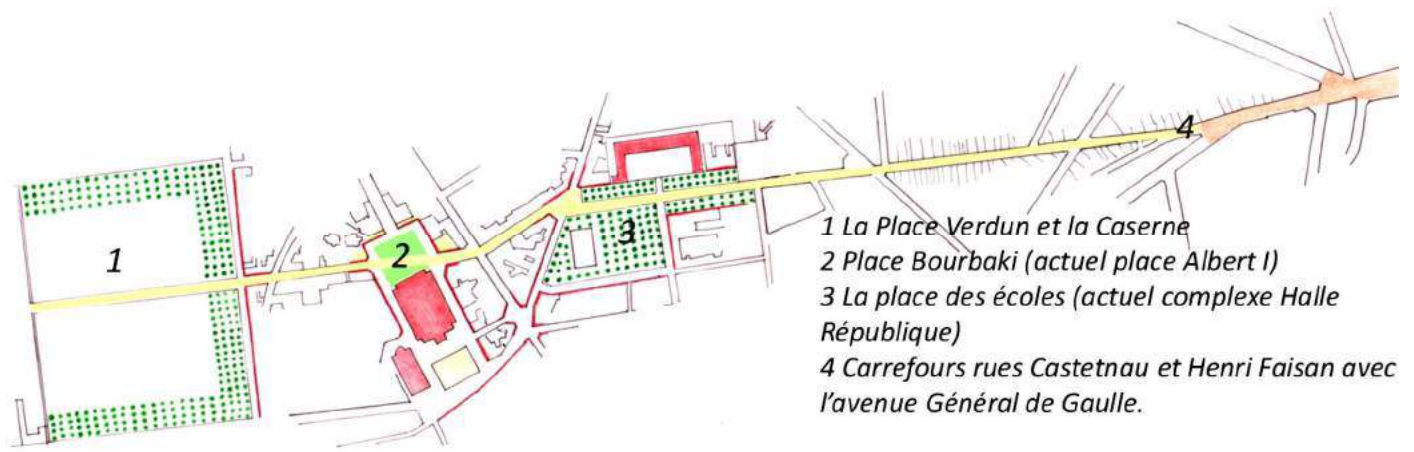 1
2
3
4
1 La Place Verdun et la Caserne
2 Place Bourbaki (actuel place Albert I)
3 La place des écoles (actuel complexe Halle
République)
4 Carrefours rues Castetnau et Henri Faisan avec
l'avenue Général de Gaulle.